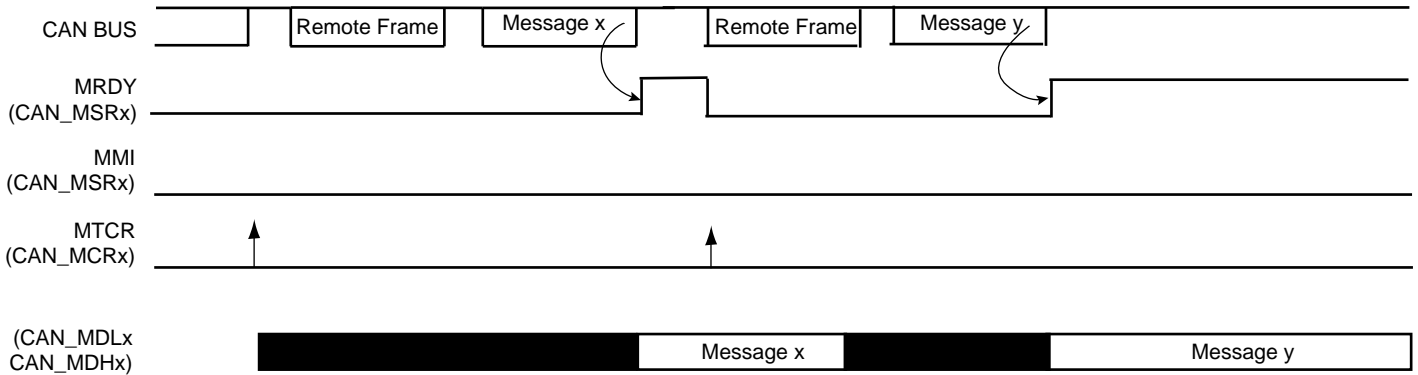 CAN BUS
Remote Frame
Message x
Remote Frame
Message y
MRDY
(CAN_MSRx)
MMI
(CAN_MSRx)
MTCR
(CAN_MCRx)
(CAN_MDLx
CAN_MDHx)
Message x
Message y